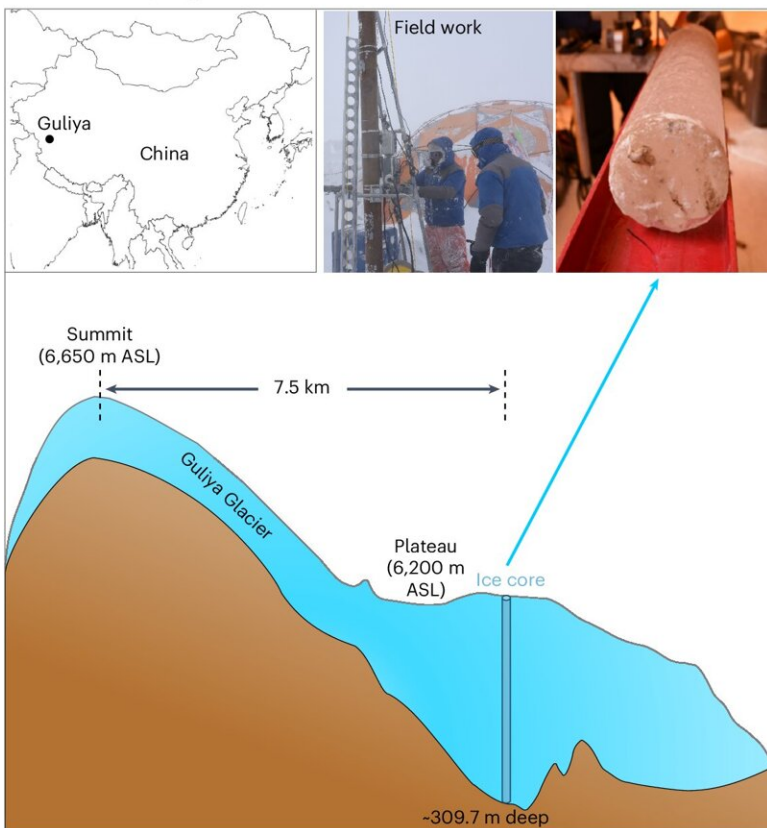 Guliya
China
Field work
Summit
(6,650 m ASL)
7.5 km
Guliya Glacier
Plateau
(6,200 m
ASL)
Ice core
~309.7 m deep